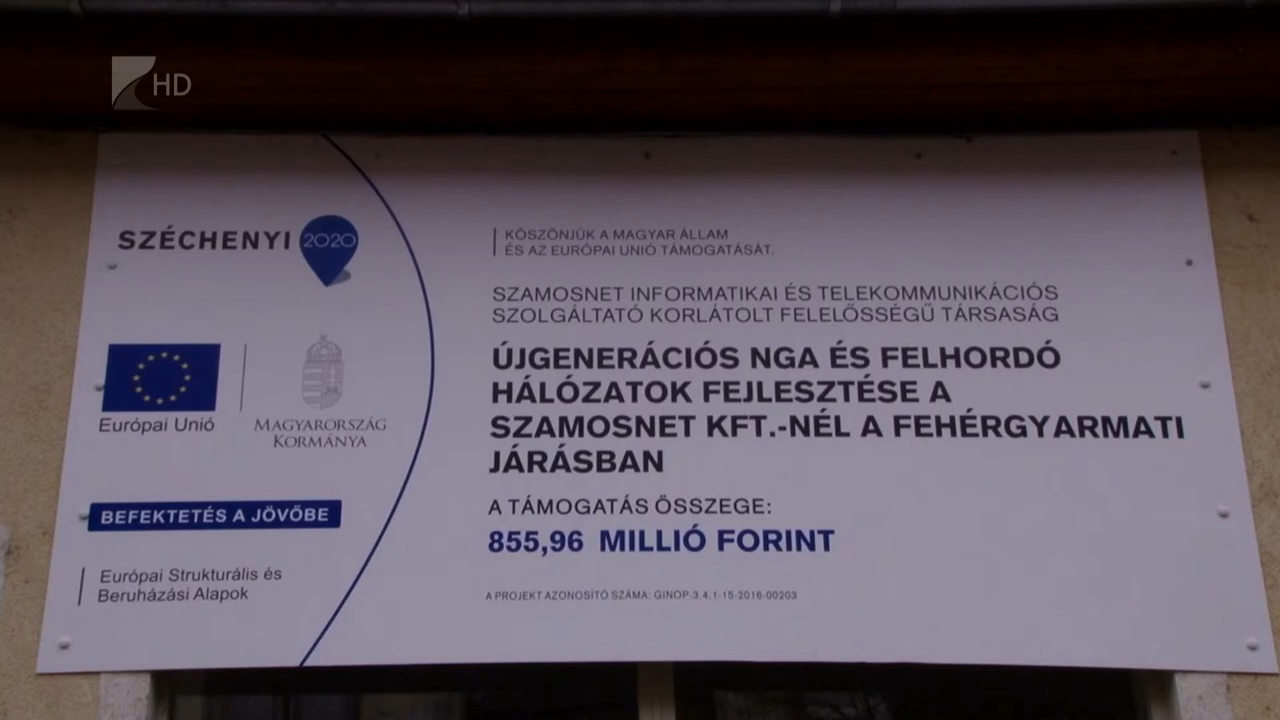 HD
SZÉCHENYI 2020
Európai Unió
MAGYARORSZÁG
KORMÁNYA
BEFEKTETÉS A JÖVŐBE
Európai Strukturális és
Beruházási Alapok
KÖSZÖNJÜK A MAGYAR ÁLLAM
ÉS AZ EURÓPAI UNIÓ TÁMOGATÁSÁT.
SZAMOSNET INFORMATIKAI ÉS TELEKOMMUNIKÁCIÓS
SZOLGÁLTATÓ KORLÁTOLT FELELŐSSÉGŰ TÁRSASÁG
ÚJGENERÁCIÓS NGA ÉS FELHORDÓ
HÁLÓZATOK FEJLESZTÉSE A
SZAMOSNET KFT.-NÉL A FEHÉRGYARMATI
JÁRÁSBAN
A TÁMOGATÁS ÖSSZEGE:
855,96 MILLIÓ FORINT
A PROJEKT AZONOSÍTÓ SZÁMA: GINOP-3.4.1-15-2016-00203